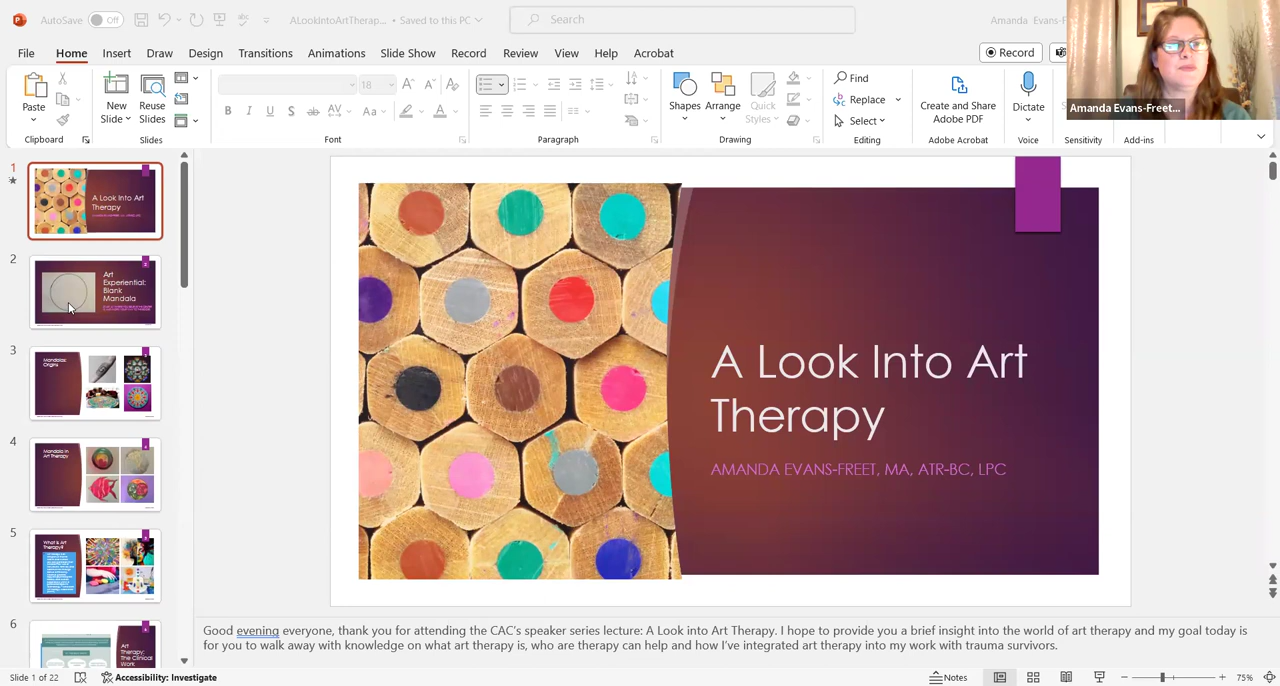 AutoSave Off ALookIntoArtTherap... • Saved to this PC Search Amanda Evans-F
File Home Insert Draw Design Transitions Animations Slide Show Review View Help Acrobat Record
Amanda Evans-Freet...
Paste New Slide Reuse Slides 18 Aa Shapes Arrange Quick Styles Find Replace Select Create and Share Adobe PDF Dictate
Clipboard Slides Font Paragraph Drawing Editing Adobe Acrobat Voice Sensitivity Add-ins
1
A Look Into Art
Therapy
2
Art
Experiential:
Blank
Mandala
3
Mandalas:
Origins
4
Mandala in
Art Therapy
5
What is Art
Therapy?
6
Art
Therapy:
The Clinical
Work
A Look Into Art
Therapy
AMANDA EVANS-FREET, MA, ATR-BC, LPC
Good evening everyone, thank you for attending the CAC's speaker series lecture: A Look into Art Therapy. I hope to provide you a brief insight into the world of art therapy and my goal today is
for you to walk away with knowledge on what art therapy is, who are therapy can help and how I've integrated art therapy into my work with trauma survivors.
Slide 1 of 22 Accessibility: Investigate Notes 75%